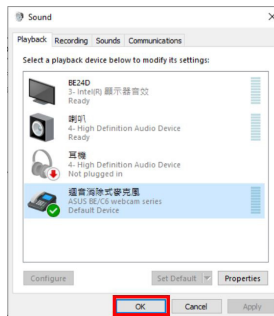 Sound
Playback Recording Sounds Communications
Select a playback device below to modify its settings:
BE24D
3- Intel(R) 顯示器音效
Ready
喇叭
4- High Definition Audio Device
Ready
耳機
4- High Definition Audio Device
Not plugged in
迴音消除式麥克風
ASUS BE/C6 webcam series
Default Device
Configure Set Default Properties
OK Cancel Apply